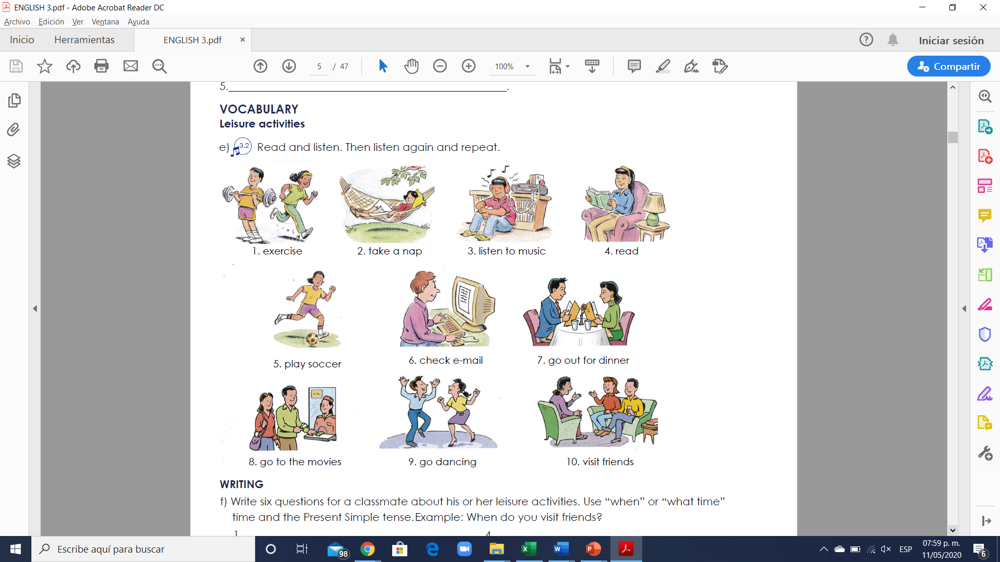 ENGLISH 3.pdf - Adobe Acrobat Reader DC
Archivo Edición Ver Ventana Ayuda
Inicio Herramientas ENGLISH 3.pdf × Iniciar sesión
5 / 47 100% Compartir
5.___________________________________________.
VOCABULARY
Leisure activities
e) 3.2 Read and listen. Then listen again and repeat.
1. exercise 2. take a nap 3. listen to music 4. read
5. play soccer 6. check e-mail 7. go out for dinner
8. go to the movies 9. go dancing 10. visit friends
WRITING
f) Write six questions for a classmate about his or her leisure activities. Use “when” or “what time”
time and the Present Simple tense.Example: When do you visit friends?
1 4
Escribe aquí para buscar 98 ESP 07:59 p. m.
11/05/2020 6